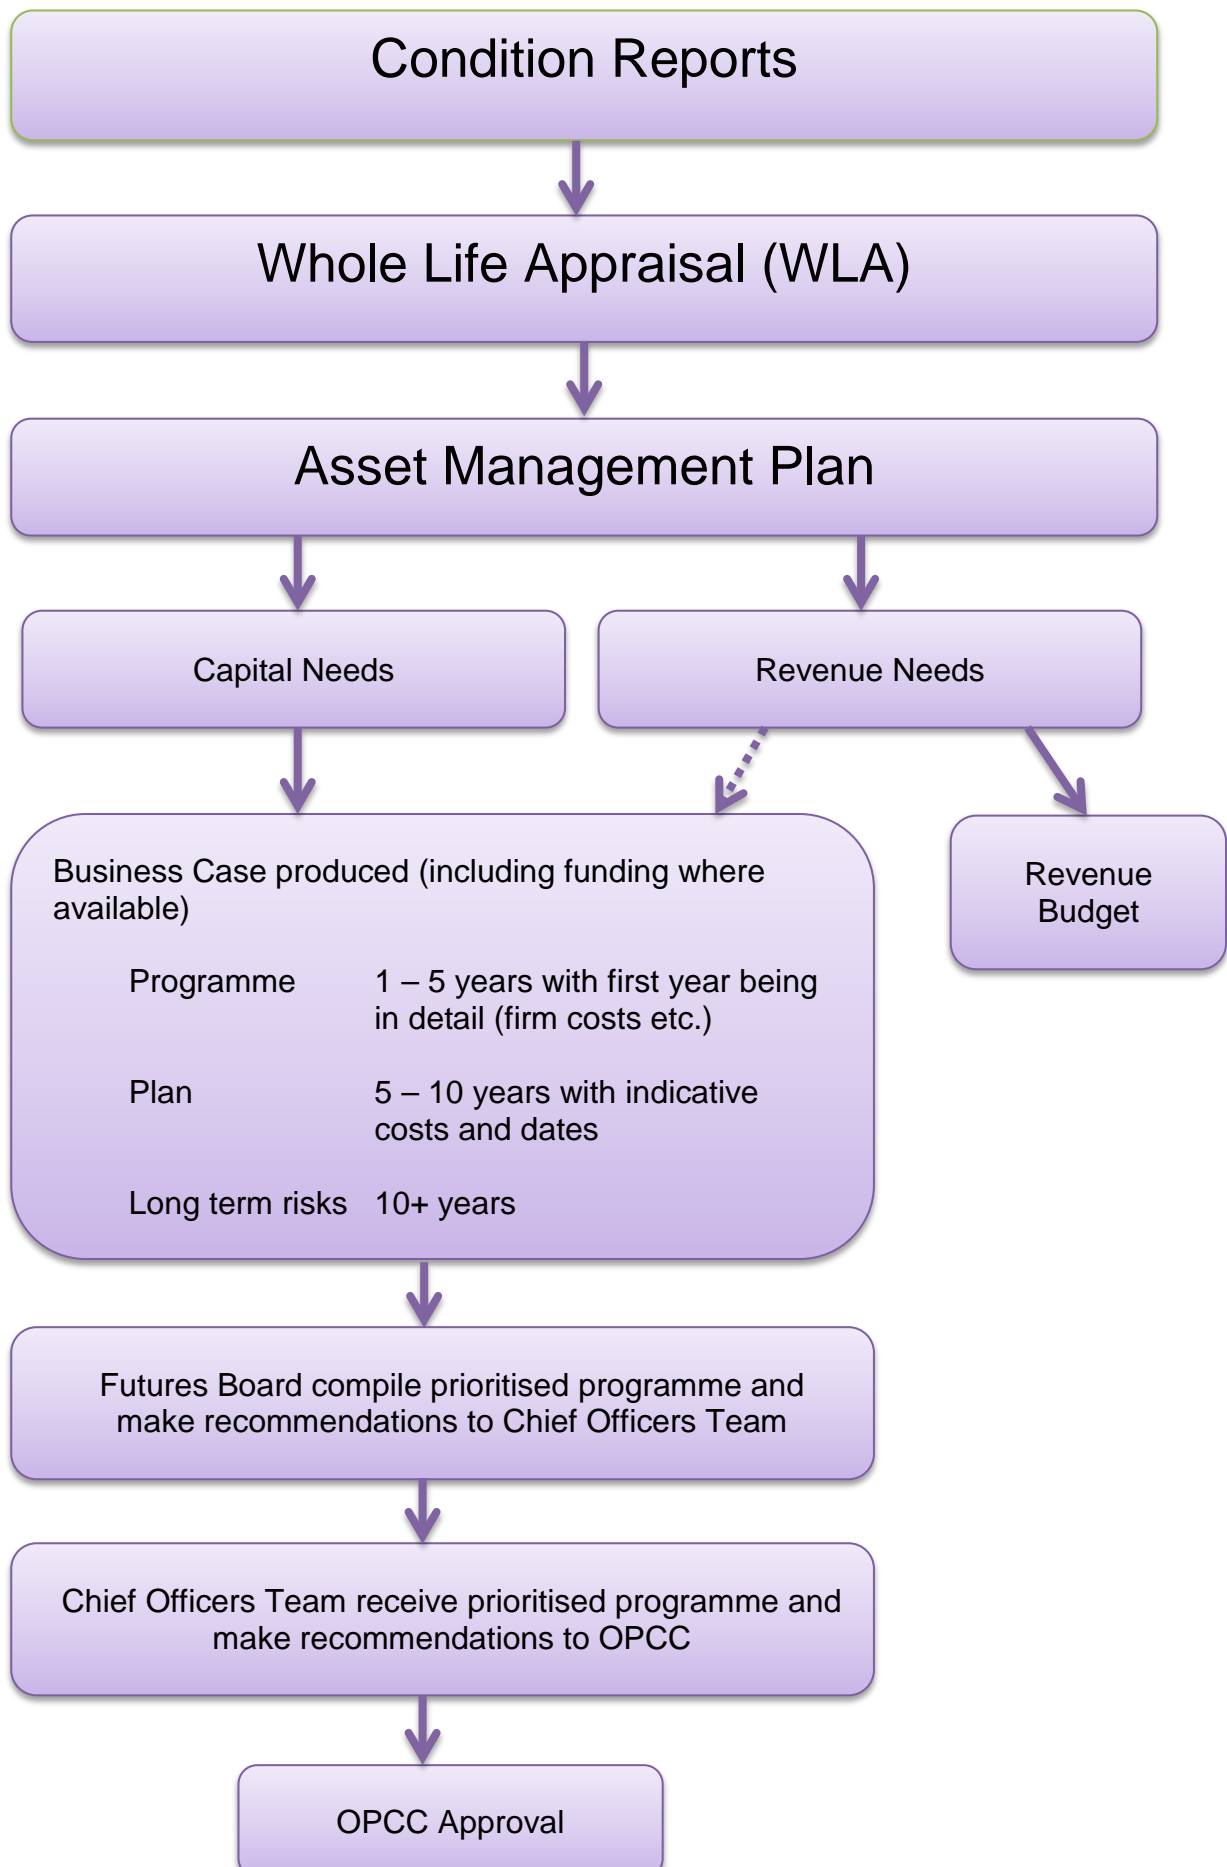 Condition Reports
Whole Life Appraisal (WLA)
Asset Management Plan
Capital Needs
Revenue Needs
Business Case produced (including funding where
available)
Programme 1 – 5 years with first year being
in detail (firm costs etc.)
Plan 5 – 10 years with indicative
costs and dates
Long term risks 10+ years
Revenue
Budget
Futures Board compile prioritised programme and
make recommendations to Chief Officers Team
Chief Officers Team receive prioritised programme and
make recommendations to OPCC
OPCC Approval